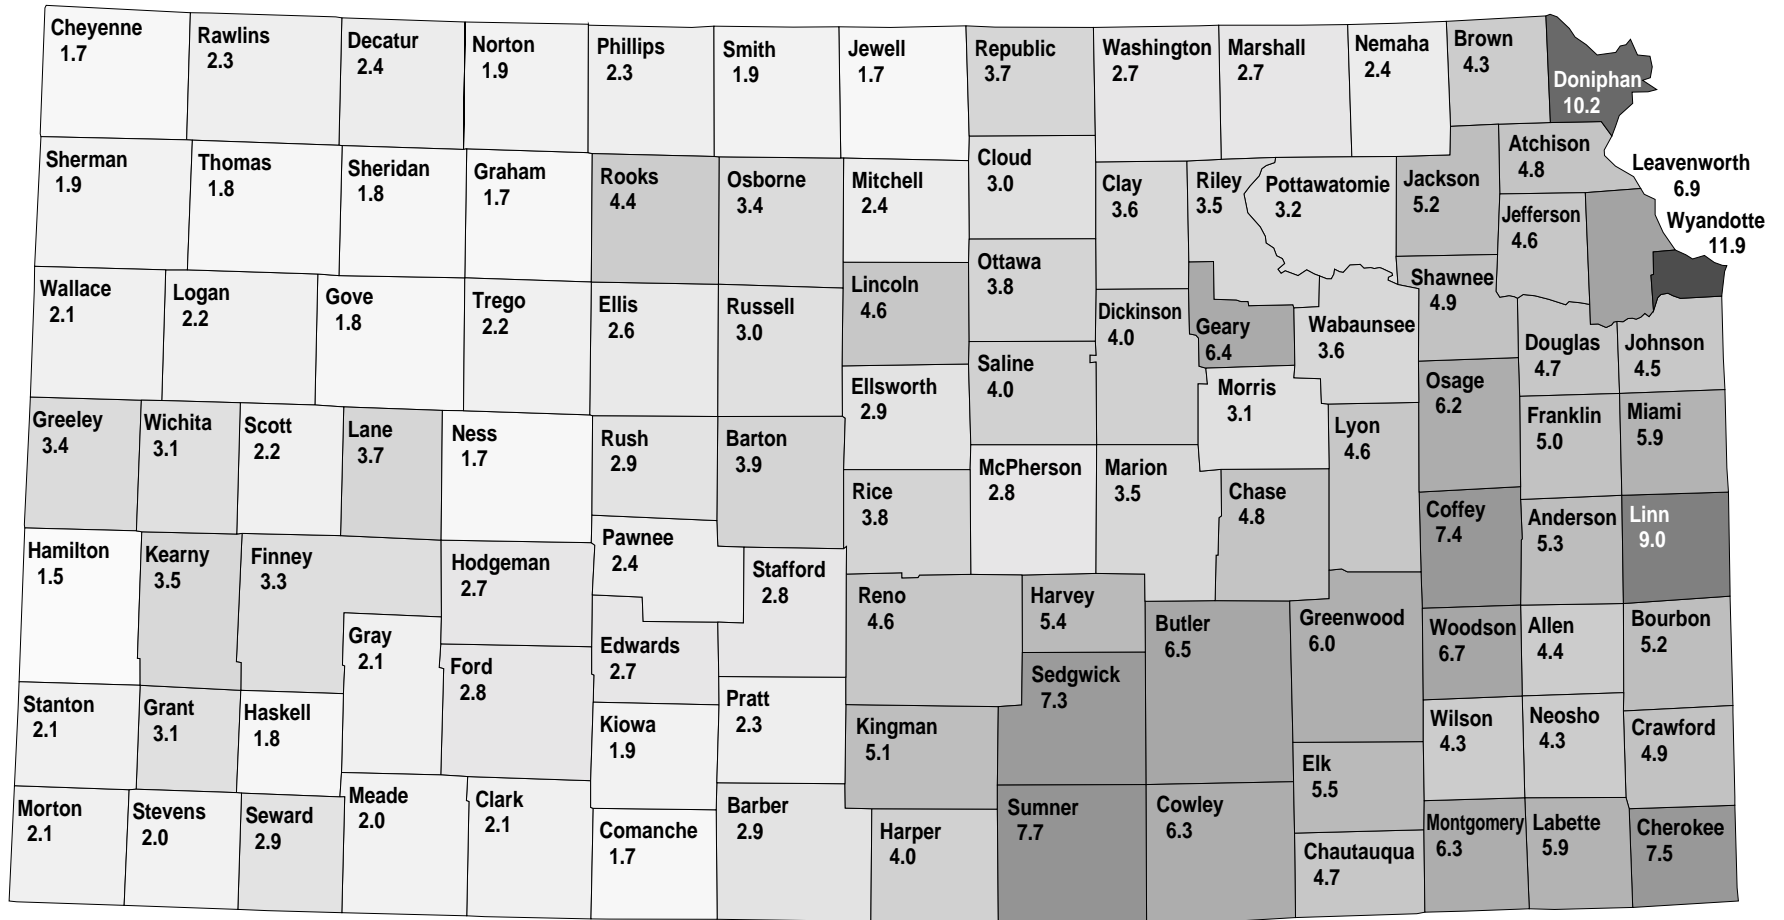 Cheyenne
1.7
Rawlins
2.3
Decatur
2.4
Norton
1.9
Phillips
2.3
Smith
1.9
Jewell
1.7
Republic
3.7
Washington
2.7
Marshall
2.7
Nemaha
2.4
Brown
4.3
Doniphan
10.2
Sherman
1.9
Thomas
1.8
Sheridan
1.8
Graham
1.7
Rooks
4.4
Osborne
3.4
Mitchell
2.4
Cloud
3.0
Clay
3.6
Riley
3.5
Pottawatomie
3.2
Jackson
5.2
Atchison
4.8
Leavenworth
6.9
Jefferson
4.6
Wyandotte
11.9
Wallace
2.1
Logan
2.2
Gove
1.8
Trego
2.2
Ellis
2.6
Russell
3.0
Lincoln
4.6
Ottawa
3.8
Dickinson
4.0
Geary
6.4
Wabaunsee
3.6
Shawnee
4.9
Douglas
4.7
Johnson
4.5
Ellsworth
2.9
Saline
4.0
Morris
3.1
Osage
6.2
Greeley
3.4
Wichita
3.1
Scott
2.2
Lane
3.7
Ness
1.7
Rush
2.9
Barton
3.9
Rice
3.8
McPherson
2.8
Marion
3.5
Chase
4.8
Lyon
4.6
Franklin
5.0
Miami
5.9
Coffey
7.4
Anderson
5.3
Linn
9.0
Hamilton
1.5
Kearny
3.5
Finney
3.3
Hodgeman
2.7
Pawnee
2.4
Stafford
2.8
Reno
4.6
Harvey
5.4
Butler
6.5
Greenwood
6.0
Woodson
6.7
Allen
4.4
Bourbon
5.2
Gray
2.1
Ford
2.8
Edwards
2.7
Sedgwick
7.3
Stanton
2.1
Grant
3.1
Haskell
1.8
Kiowa
1.9
Pratt
2.3
Kingman
5.1
Elk
5.5
Wilson
4.3
Neosho
4.3
Crawford
4.9
Morton
2.1
Stevens
2.0
Seward
2.9
Meade
2.0
Clark
2.1
Comanche
1.7
Barber
2.9
Harper
4.0
Sumner
7.7
Cowley
6.3
Chautauqua
4.7
Montgomery
6.3
Labette
5.9
Cherokee
7.5